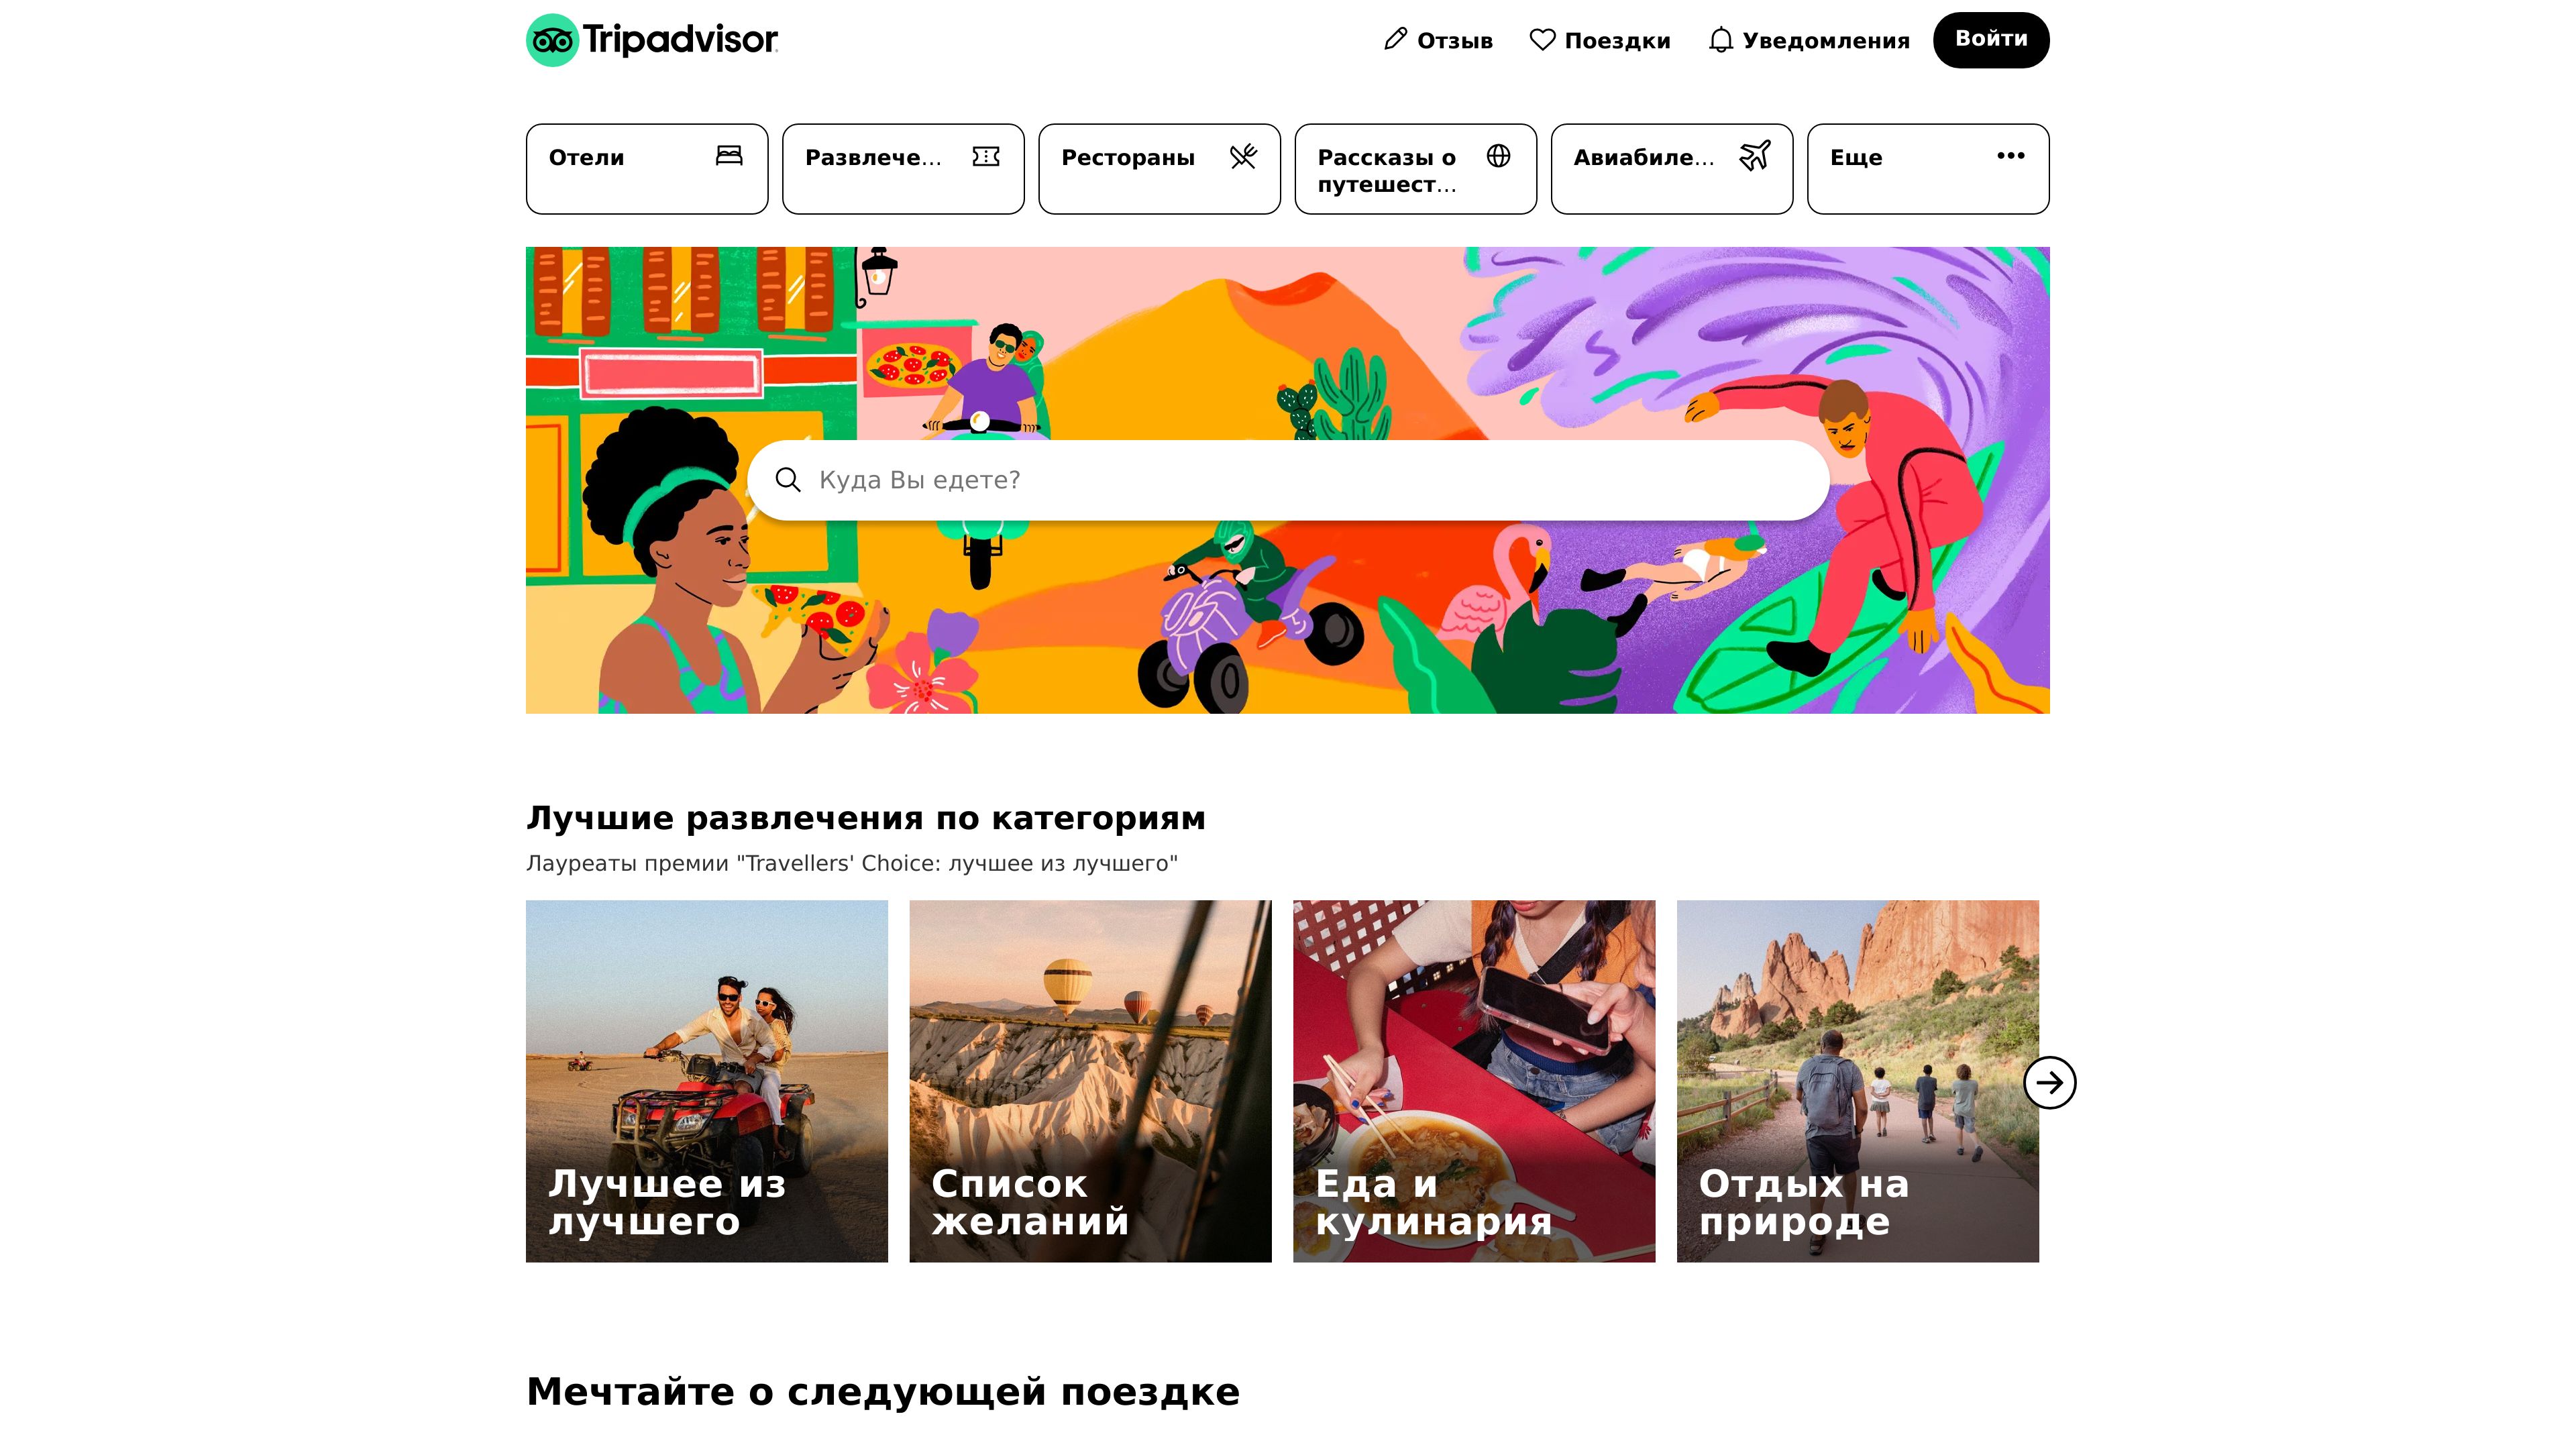 Tripadvisor
Отзыв
Поездки
Уведомления
Войти
Отели
Развлече...
Рестораны
Рассказы о
путешест...
Авиабиле...
Еще
Куда Вы едете?
Лучшие развлечения по категориям
Лауреаты премии "Travellers' Choice: лучшее из лучшего"
Лучшее из
лучшего
Список
желаний
Еда и
кулинария
Отдых на
природе
Мечтайте о следующей поездке